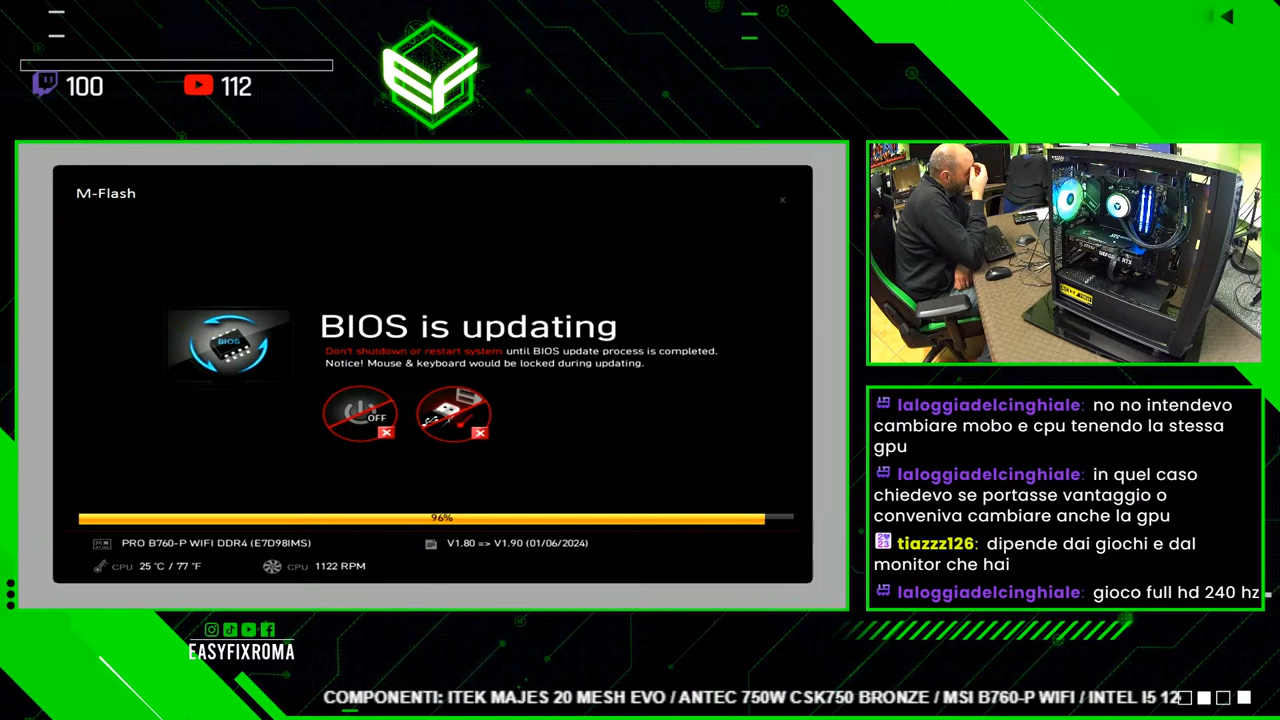 100
112
EF
M-Flash
x
BIOS
BIOS is updating
Don't shutdown or restart system until BIOS update process is completed.
Notice! Mouse & keyboard would be locked during updating.
OFF
96%
PRO B760-P WIFI DDR4 (E7D98IMS)
V1.80 => V1.90 (01/06/2024)
CPU 25 °C / 77 °F
CPU 1122 RPM
GEFORCE RTX
laloggiadelcinghiale: no no intendevo
cambiare mobo e cpu tenendo la stessa
gpu
laloggiadelcinghiale: in quel caso
chiedevo se portasse vantaggio o
conveniva cambiare anche la gpu
tiazzz126: dipende dai giochi e dal
monitor che hai
laloggiadelcinghiale: gioco full hd 240 hz
EASYFIXROMA
COMPONENTI: ITEK MAJES 20 MESH EVO / ANTEC 750W CSK750 BRONZE / MSI B760-P WIFI / INTEL I5 12